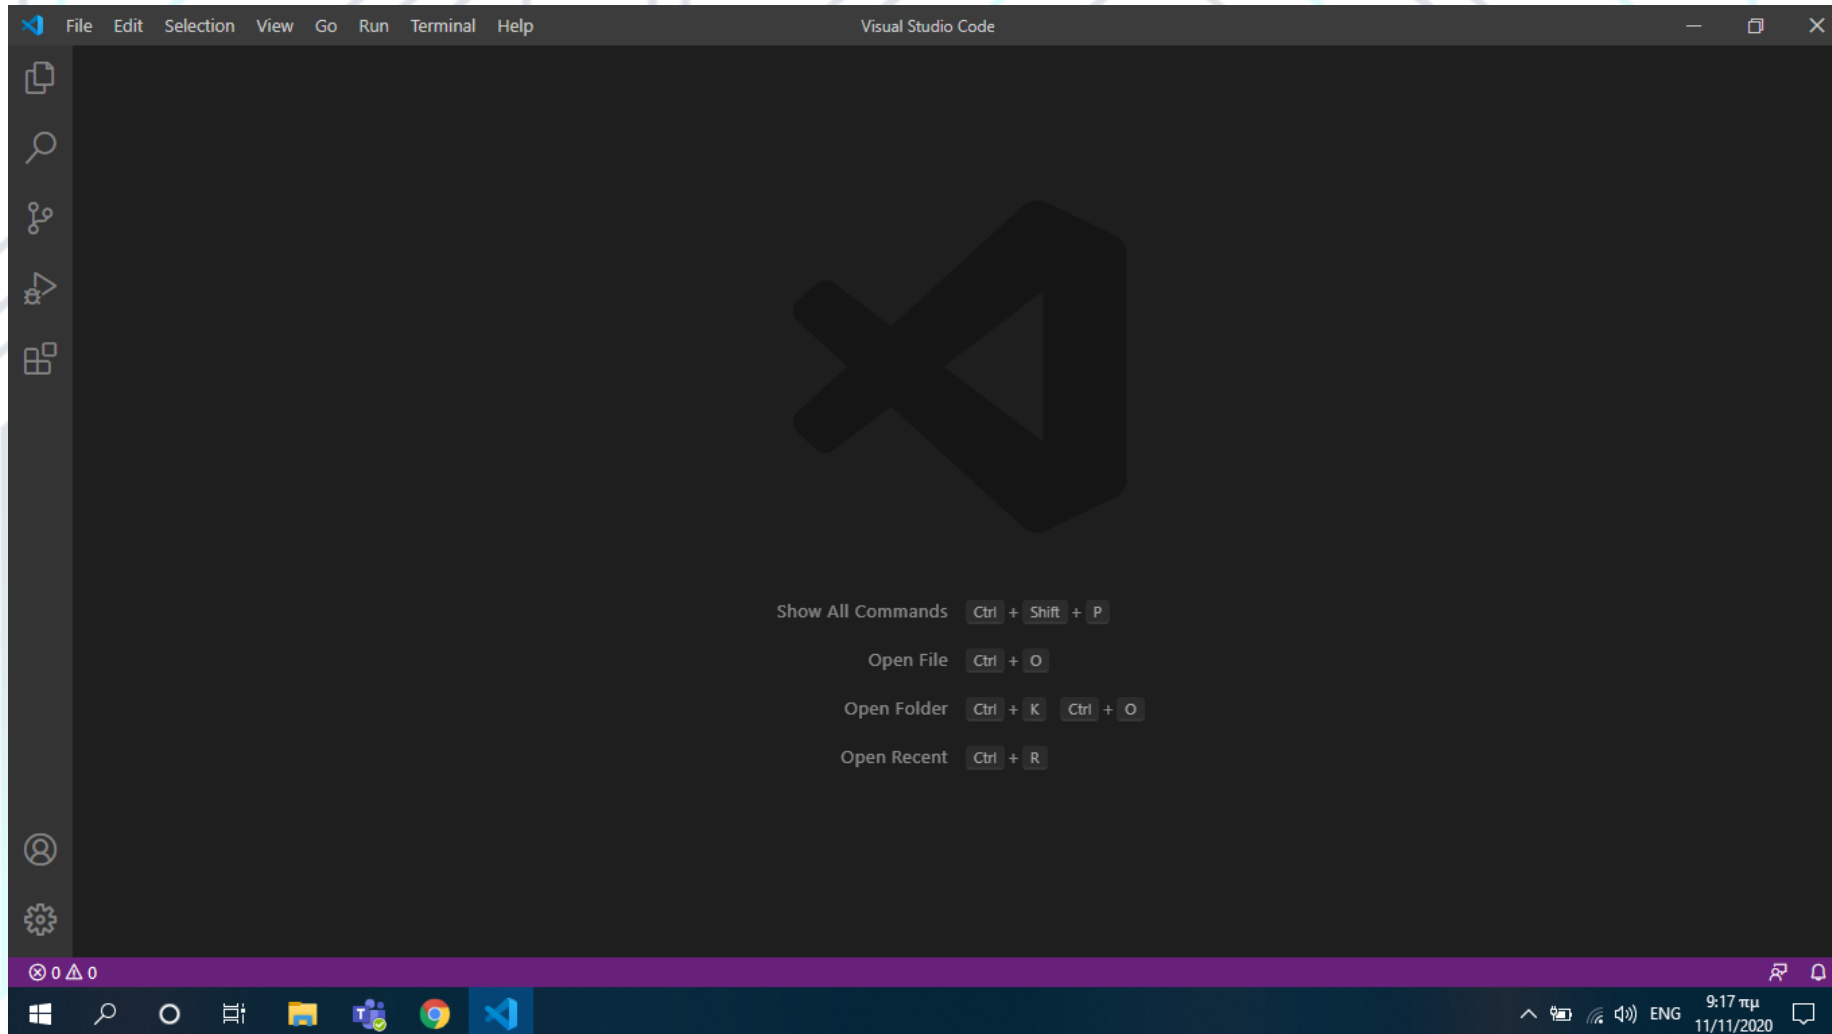 File Edit Selection View Go Run Terminal Help Visual Studio Code
Show All Commands Ctrl + Shift + P
Open File Ctrl + O
Open Folder Ctrl + K Ctrl + O
Open Recent Ctrl + R
0 0
ENG 9:17 πμ
11/11/2020